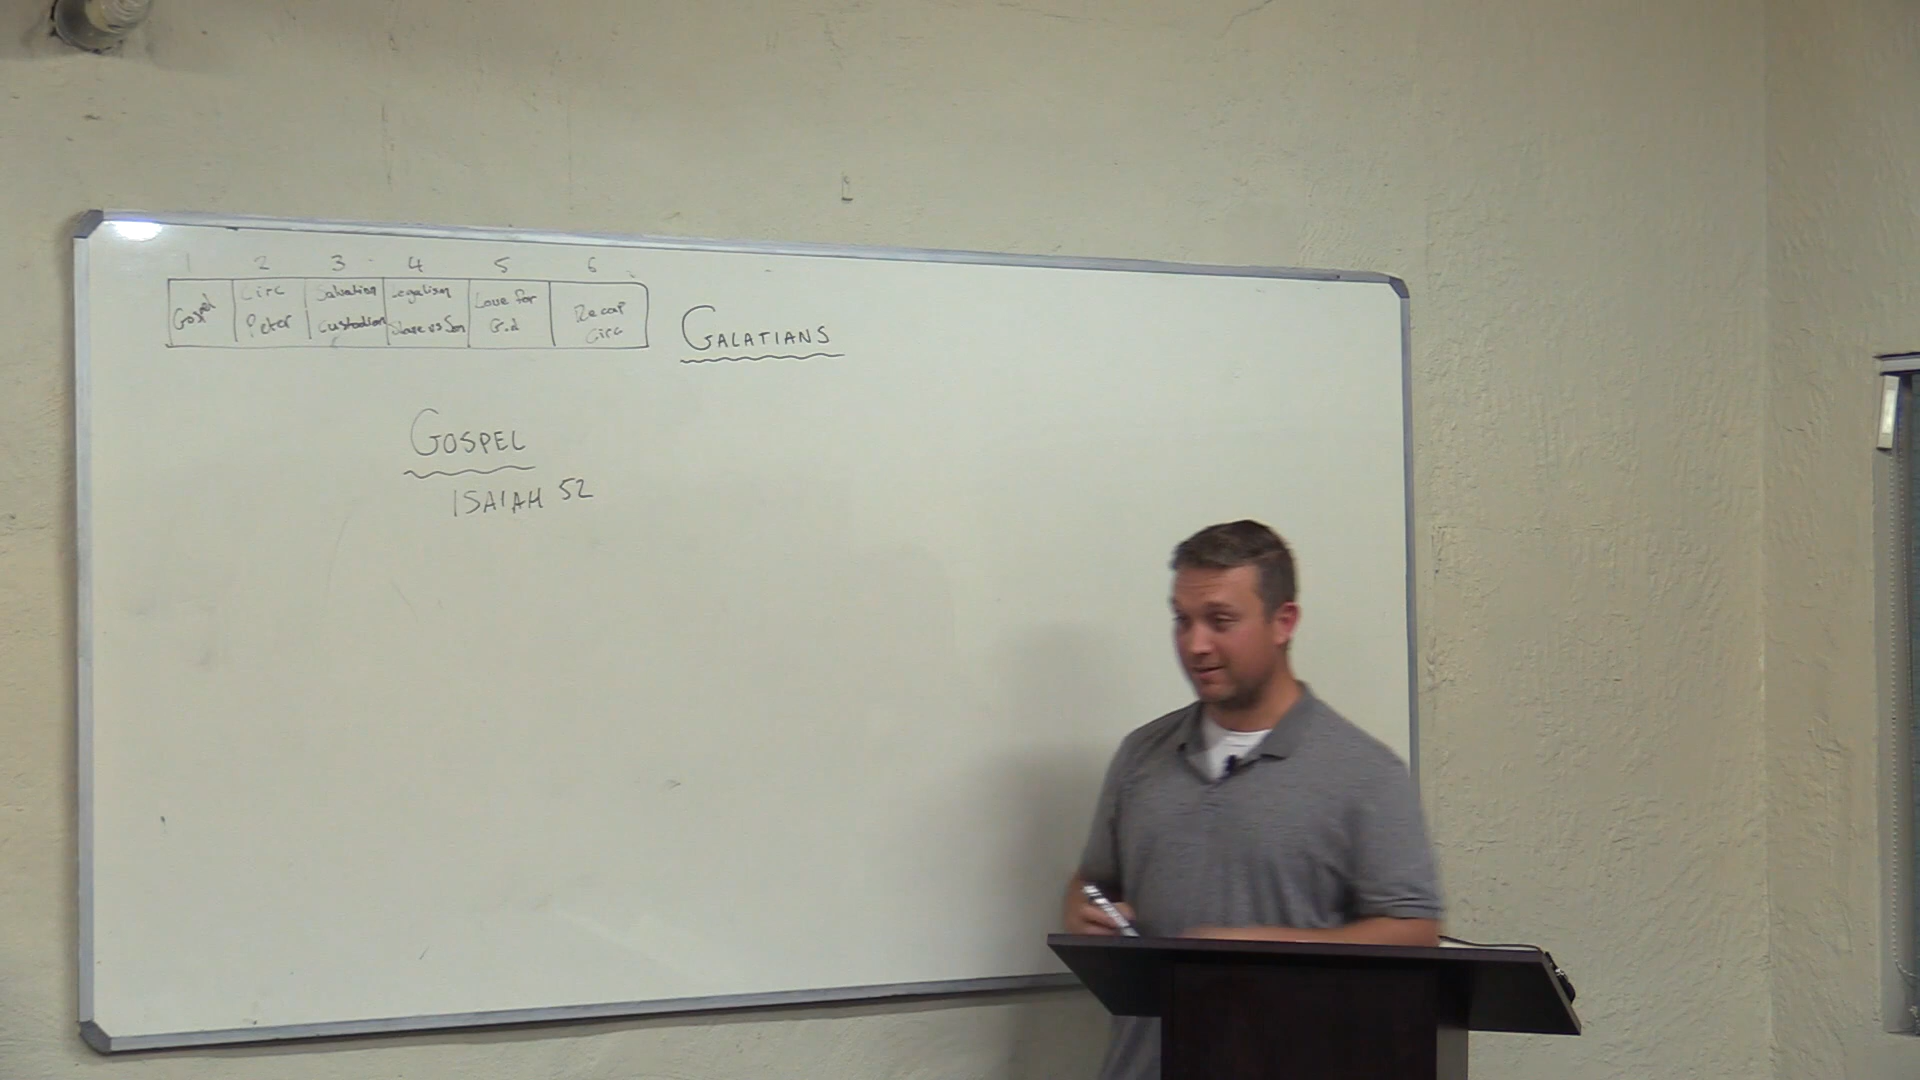 1 2 3 4 5 6
Gospel
Circ
Peter
Salvation
Custodian
Legalism
Slave vs Son
Love for
G.d
Recap
Circ
GALATIANS
GOSPEL
ISAIAH 52